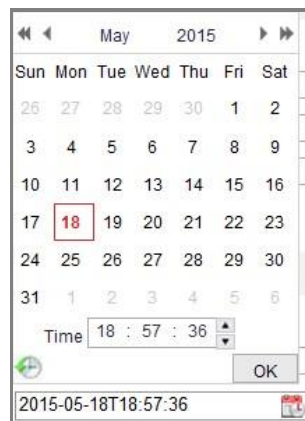 May 2015
Sun Mon Tue Wed Thu Fri Sat
26 27 28 29 30 1 2
3 4 5 6 7 8 9
10 11 12 13 14 15 16
17 18 19 20 21 22 23
24 25 26 27 28 29 30
31 1 2 3 4 5 6
Time 18 : 57 : 36
OK
2015-05-18T18:57:36